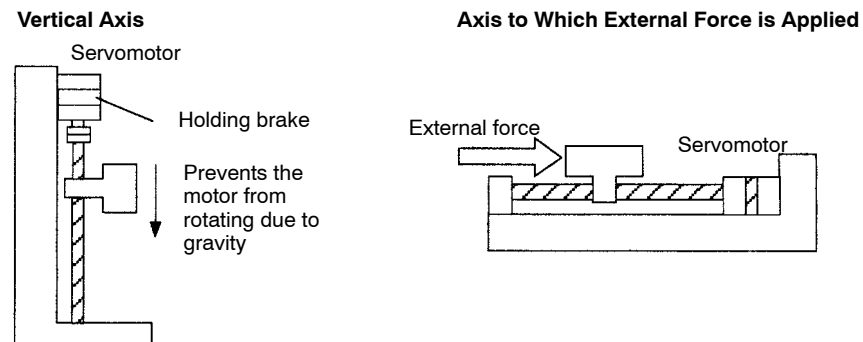 Vertical Axis
Servomotor
Holding brake
Prevents the
motor from
rotating due to
gravity
Axis to Which External Force is Applied
External force
Servomotor